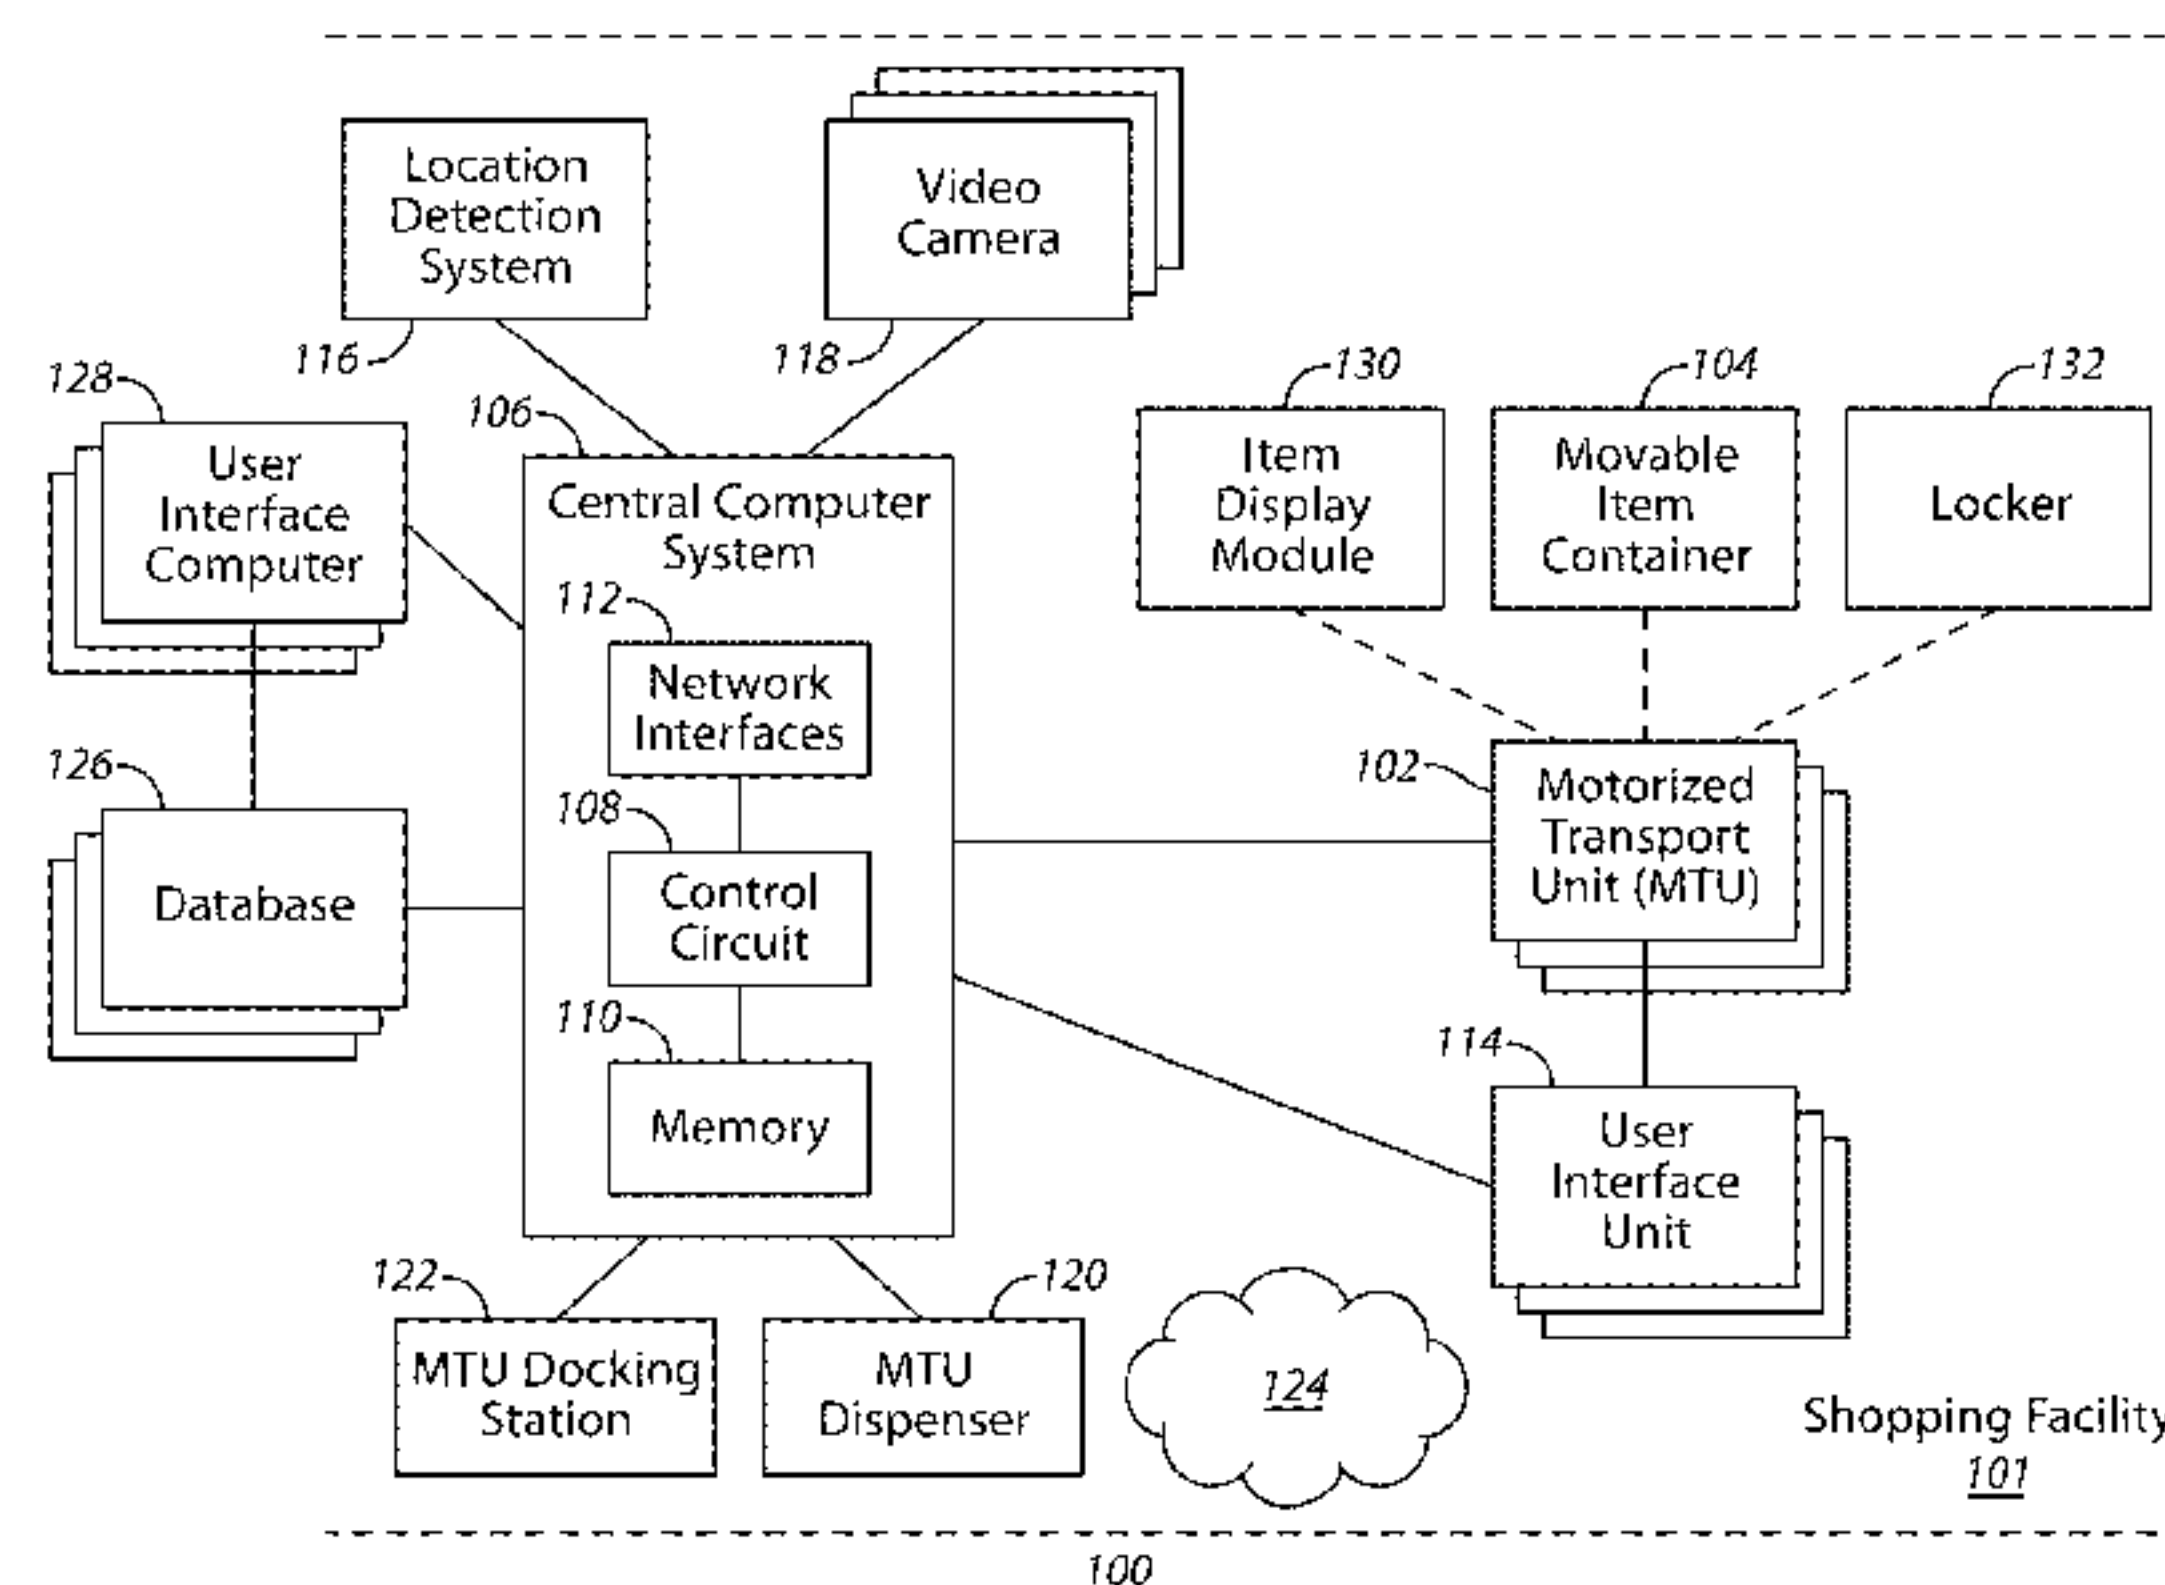 Location
Detection
System
116
Video
Camera
118
128
User
Interface
Computer
106
Central Computer
System
112
Network
Interfaces
108
Control
Circuit
110
Memory
130
Item
Display
Module
104
Movable
Item
Container
132
Locker
126
Database
102
Motorized
Transport
Unit (MTU)
114
User
Interface
Unit
122
MTU Docking
Station
120
MTU
Dispenser
124
Shopping Facility
101
100